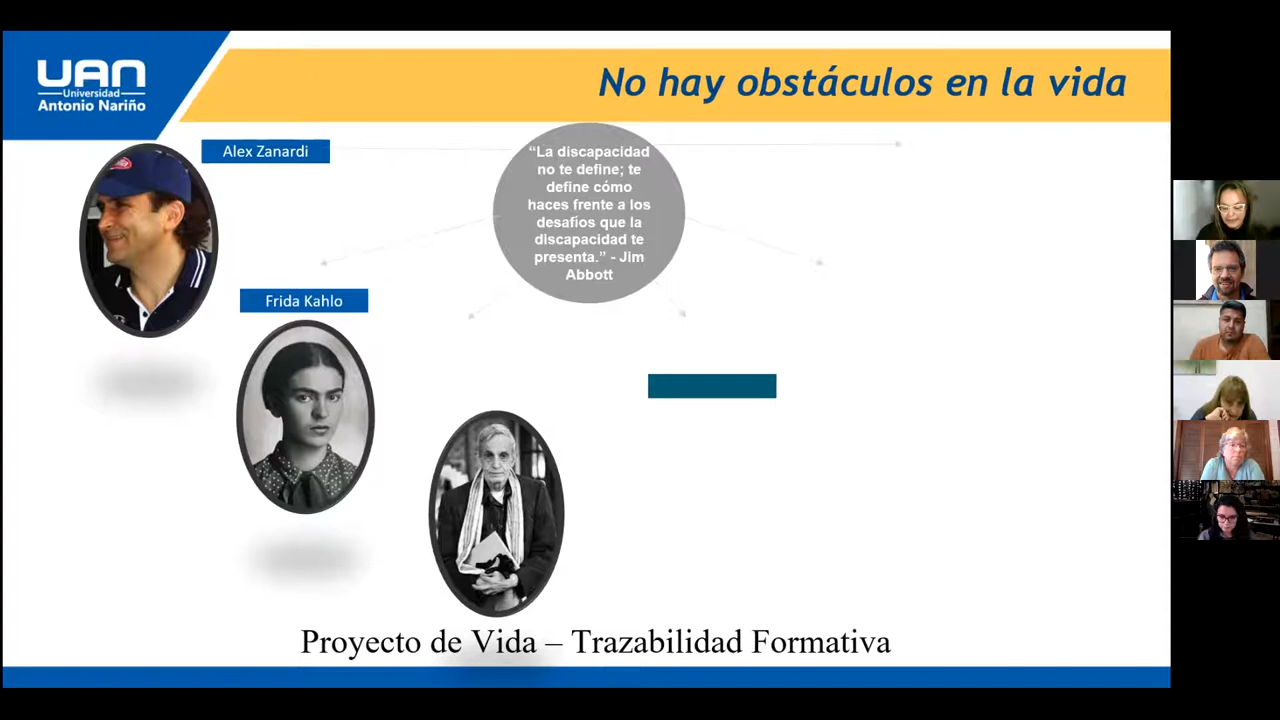 UAN
Universidad
Antonio Nariño
No hay obstáculos en la vida
Alex Zanardi
“La discapacidad
no te define; te
define cómo
haces frente a los
desafíos que la
discapacidad te
presenta.” - Jim
Abbott
Frida Kahlo
Proyecto de Vida – Trazabilidad Formativa